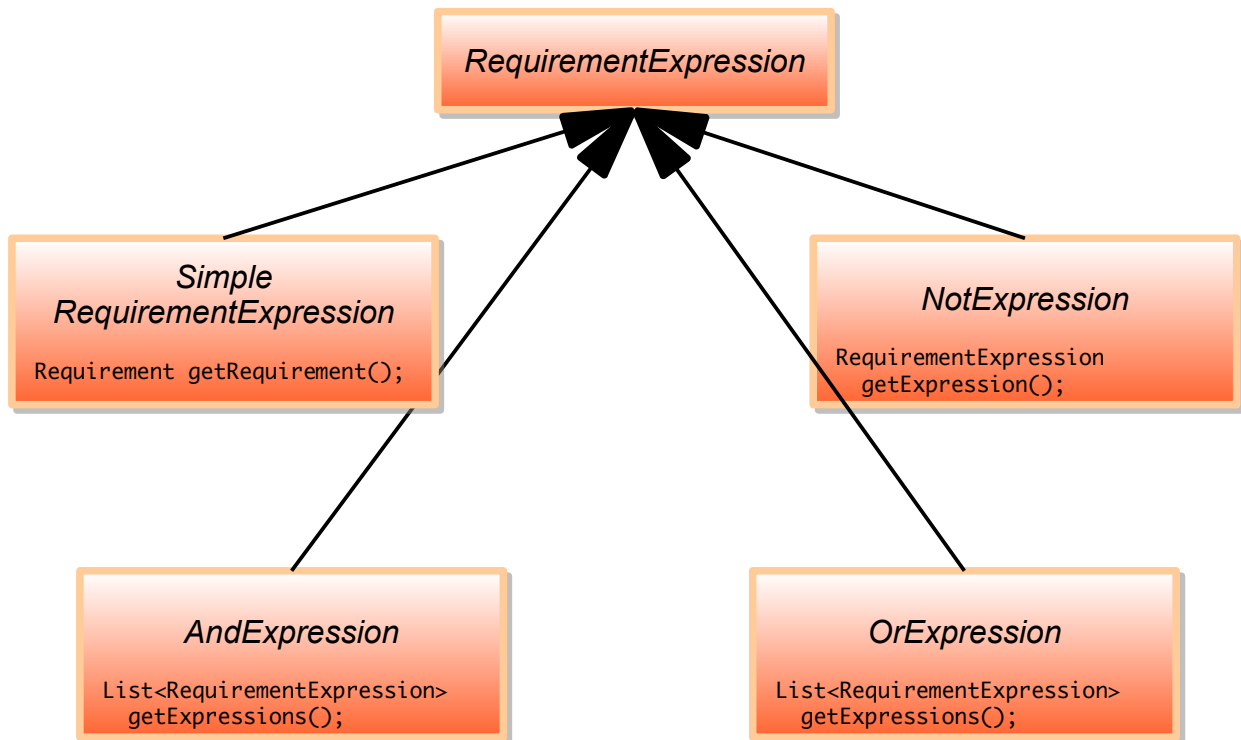 RequirementExpression
Simple
RequirementExpression
Requirement getRequirement();
NotExpression
RequirementExpression
getExpression();
AndExpression
List<RequirementExpression>
getExpressions();
OrExpression
List<RequirementExpression>
getExpressions();